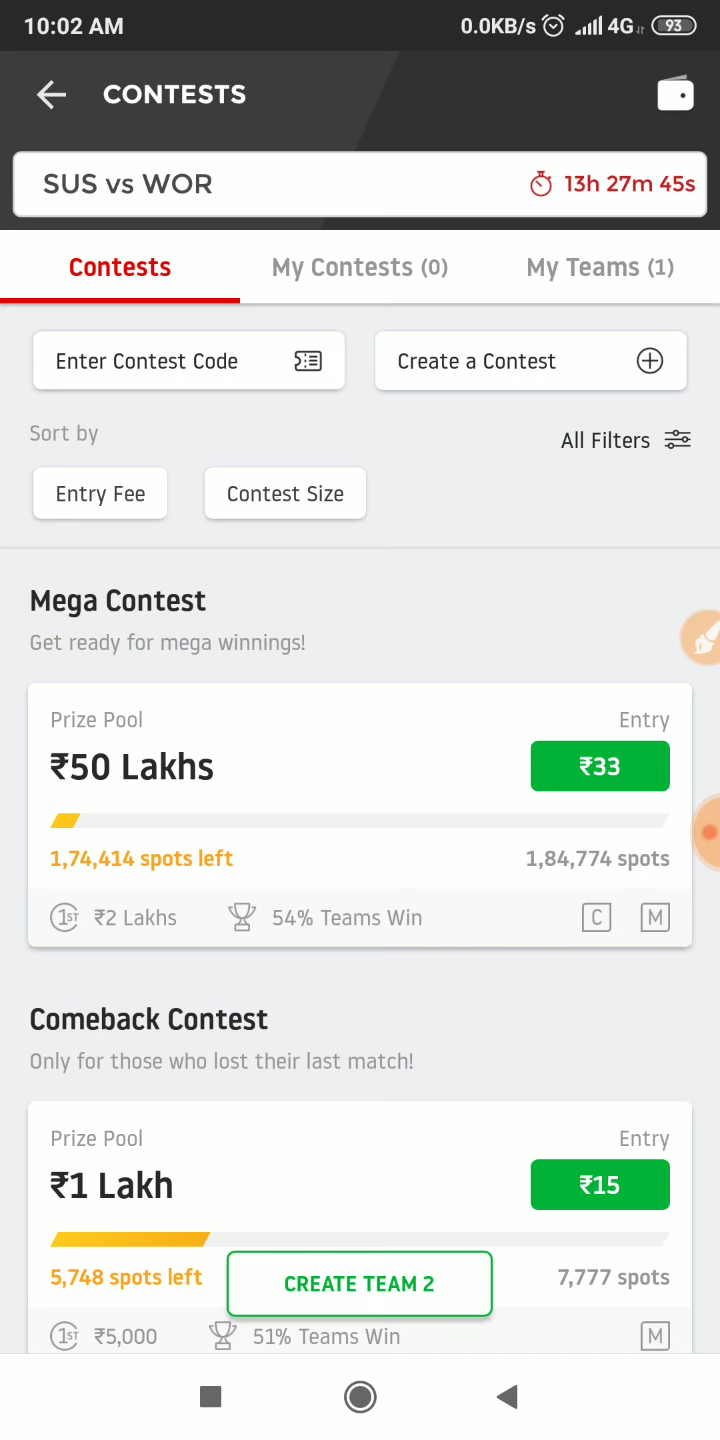 10:02 AM 0.0KB/s 4G 93
CONTESTS
SUS vs WOR 13h 27m 45s
Contests My Contests (0) My Teams (1)
Enter Contest Code Create a Contest
Sort by
All Filters
Entry Fee Contest Size
Mega Contest
Get ready for mega winnings!
Prize Pool Entry
₹50 Lakhs ₹33
1,74,414 spots left 1,84,774 spots
1ST ₹2 Lakhs 54% Teams Win C M
Comeback Contest
Only for those who lost their last match!
Prize Pool Entry
₹1 Lakh ₹15
5,748 spots left CREATE TEAM 2 7,777 spots
1ST ₹5,000 51% Teams Win M